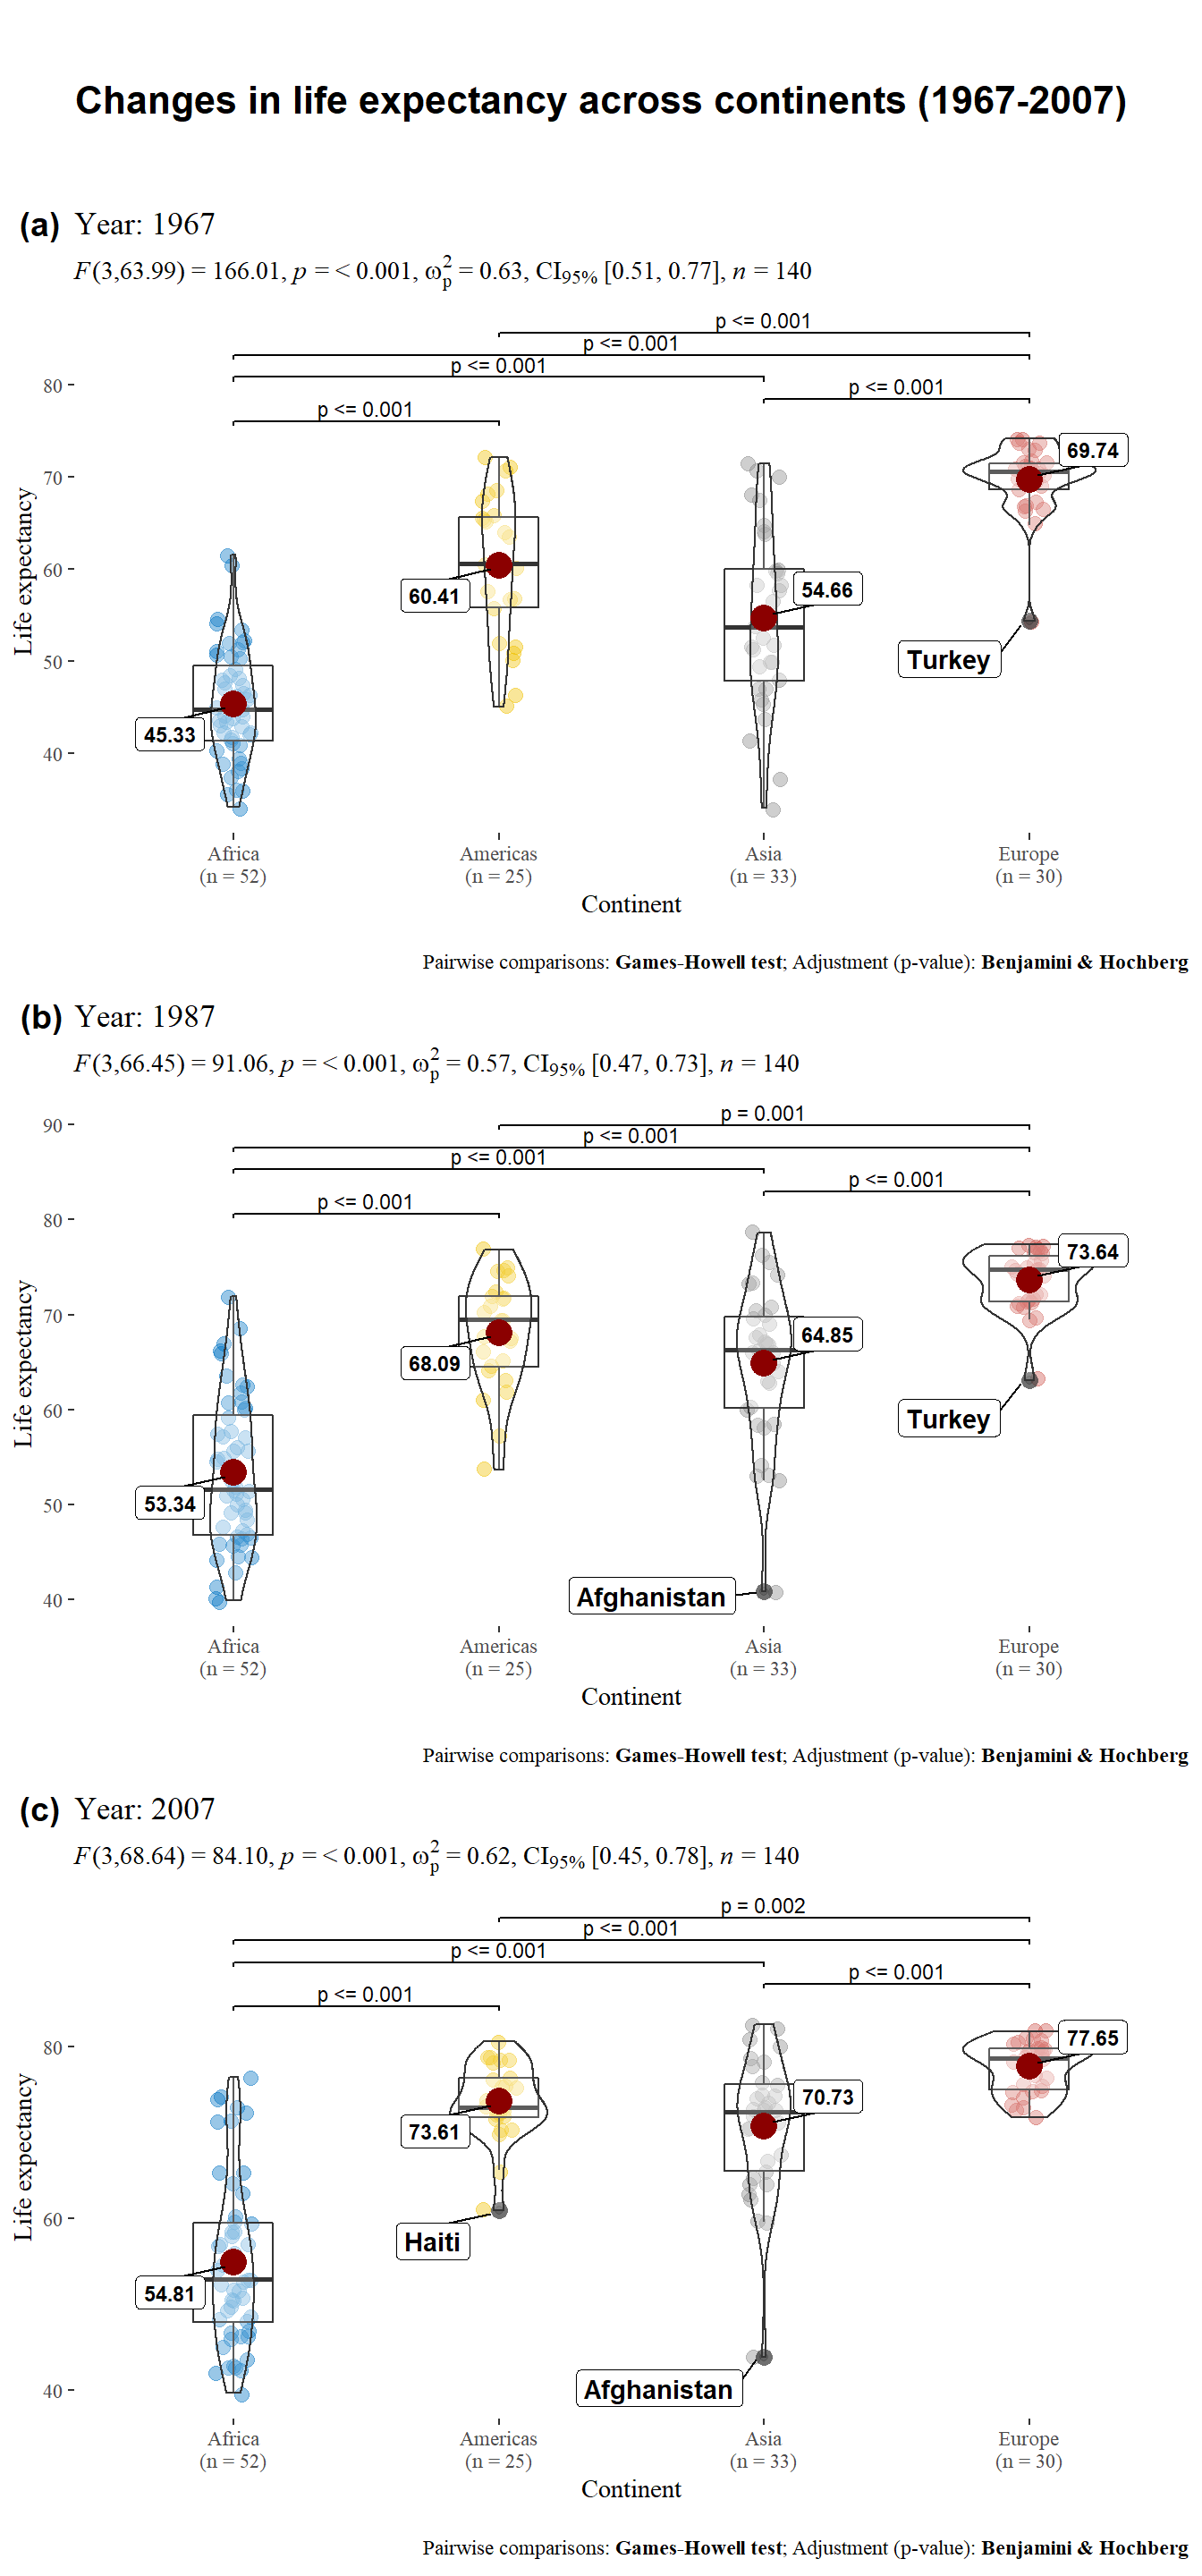 Changes in life expectancy across continents (1967-2007)
(a) Year: 1967
F(3,63.99) = 166.01, p = < 0.001, ω²ₚ = 0.63, CI95% [0.51, 0.77], n = 140
p <= 0.001
p <= 0.001
p <= 0.001
p <= 0.001
p <= 0.001
80
70
60
50
40
Life expectancy
69.74
60.41
54.66
Turkey
45.33
Africa Americas Asia Europe
(n = 52) (n = 25) (n = 33) (n = 30)
Continent
Pairwise comparisons: Games-Howell test; Adjustment (p-value): Benjamini & Hochberg
(b) Year: 1987
F(3,66.45) = 91.06, p = < 0.001, ω²ₚ = 0.57, CI95% [0.47, 0.73], n = 140
p = 0.001
p <= 0.001
p <= 0.001
p <= 0.001
p <= 0.001
90
80
70
60
50
40
Life expectancy
73.64
64.85
68.09
Turkey
53.34
Afghanistan
Africa Americas Asia Europe
(n = 52) (n = 25) (n = 33) (n = 30)
Continent
Pairwise comparisons: Games-Howell test; Adjustment (p-value): Benjamini & Hochberg
(c) Year: 2007
F(3,68.64) = 84.10, p = < 0.001, ω²ₚ = 0.62, CI95% [0.45, 0.78], n = 140
p = 0.002
p <= 0.001
p <= 0.001
p <= 0.001
p <= 0.001
80
60
40
Life expectancy
77.65
70.73
73.61
Haiti
54.81
Afghanistan
Africa Americas Asia Europe
(n = 52) (n = 25) (n = 33) (n = 30)
Continent
Pairwise comparisons: Games-Howell test; Adjustment (p-value): Benjamini & Hochberg